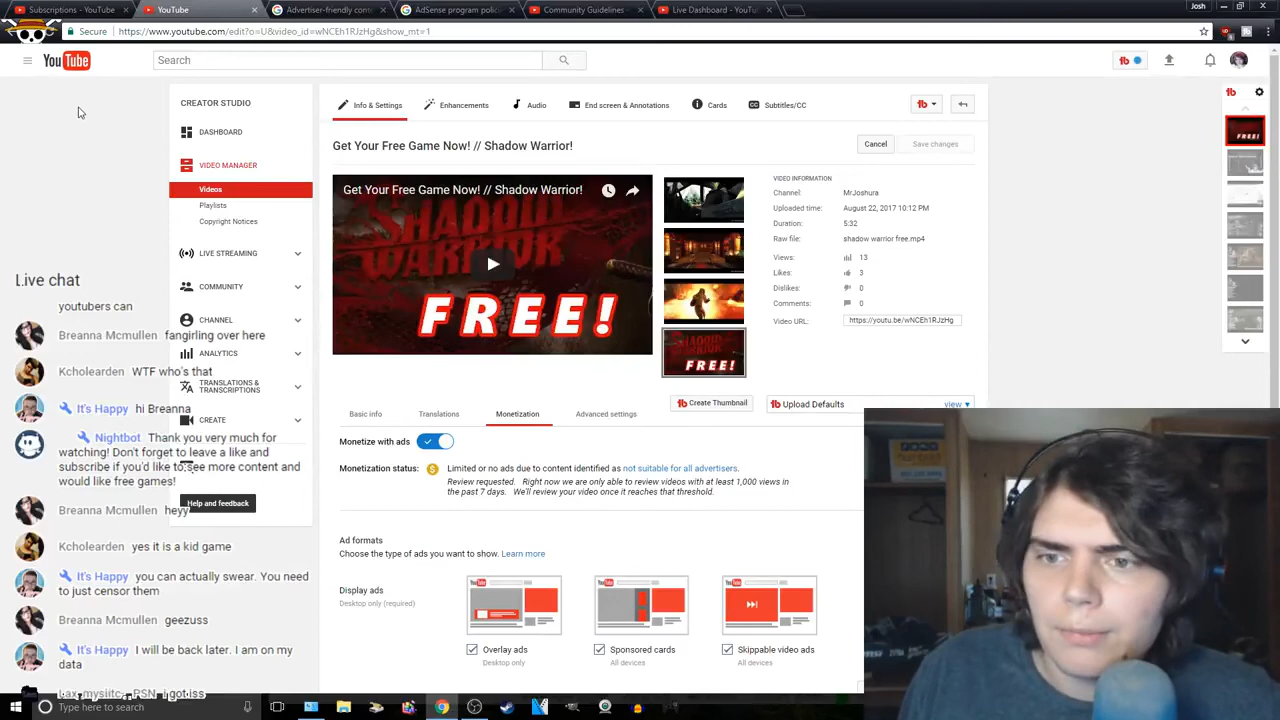 Subscriptions - YouTube
YouTube
Advertiser-friendly cont
AdSense program polici
Community Guidelines -
Live Dashboard - YouTu
Josh
Secure
https://www.youtube.com/edit?o=U&video_id=wNCEh1RJzHg&show_mt=1
YouTube
Search
CREATOR STUDIO
DASHBOARD
VIDEO MANAGER
Videos
Playlists
Copyright Notices
LIVE STREAMING
COMMUNITY
CHANNEL
ANALYTICS
TRANSLATIONS &
TRANSCRIPTIONS
CREATE
Help and feedback
Live chat
youtubers can
Breanna Mcmullen fangirling over here
Kcholearden WTF who's that
It's Happy hi Breanna
Nightbot Thank you very much for
watching! Don't forget to leave a like and
subscribe if you'd like to see more content and
would like free games!
Breanna Mcmullen heyy
Kcholearden yes it is a kid game
It's Happy you can actually swear. You need
to just censor them
Breanna Mcmullen geezuss
It's Happy I will be back later. I am on my
data
I got iss
Info & Settings
Enhancements
Audio
End screen & Annotations
Cards
Subtitles/CC
tb
Get Your Free Game Now! // Shadow Warrior!
Cancel
Save changes
Get Your Free Game Now! // Shadow Warrior!
SHADOW
WARRIOR
FREE!
FREE!
VIDEO INFORMATION
Channel: MrJoshura
Uploaded time: August 22, 2017 10:12 PM
Duration: 5:32
Raw file: shadow warrior free.mp4
Views: 13
Likes: 3
Dislikes: 0
Comments: 0
Video URL: https://youtu.be/wNCEh1RJzHg
Create Thumbnail
Upload Defaults
view
Basic info
Translations
Monetization
Advanced settings
Monetize with ads
Monetization status: Limited or no ads due to content identified as not suitable for all advertisers.
Review requested. Right now we are only able to review videos with at least 1,000 views in
the past 7 days. We'll review your video once it reaches that threshold.
Ad formats
Choose the type of ads you want to show. Learn more
Display ads
Desktop only (required)
Overlay ads
Desktop only
Sponsored cards
All devices
Skippable video ads
All devices
FREE!
Type here to search